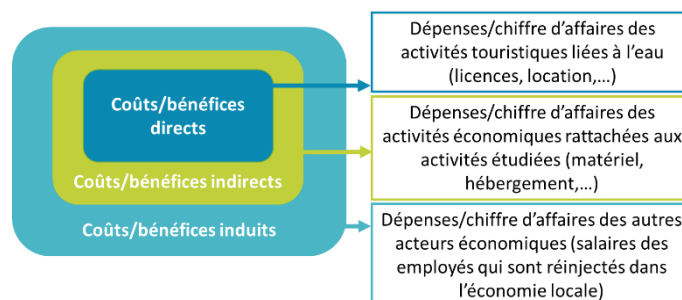 Coûts/bénéfices
directs
Coûts/bénéfices indirects
Coûts/bénéfices induits
Dépenses/chiffre d’affaires des
activités touristiques liées à l’eau
(licences, location,…)
Dépenses/chiffre d’affaires des
activités économiques rattachées aux
activités étudiées (matériel,
hébergement,…)
Dépenses/chiffre d’affaires des autres
acteurs économiques (salaires des
employés qui sont réinjectés dans
l’économie locale)